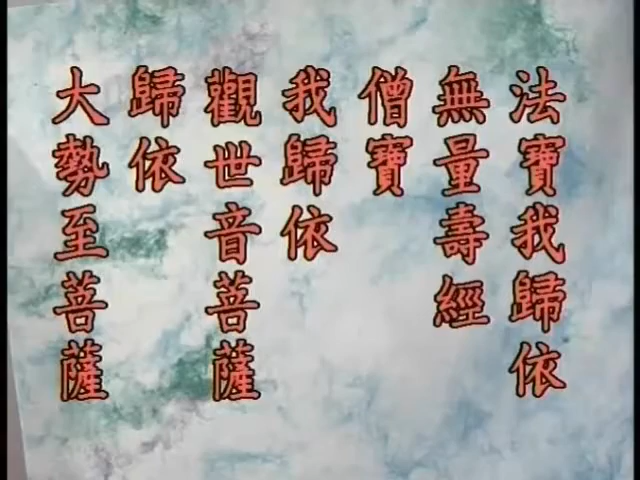 法寶我歸依
無量壽經
僧寶
我歸依
觀世音菩薩
歸依
大勢至菩薩